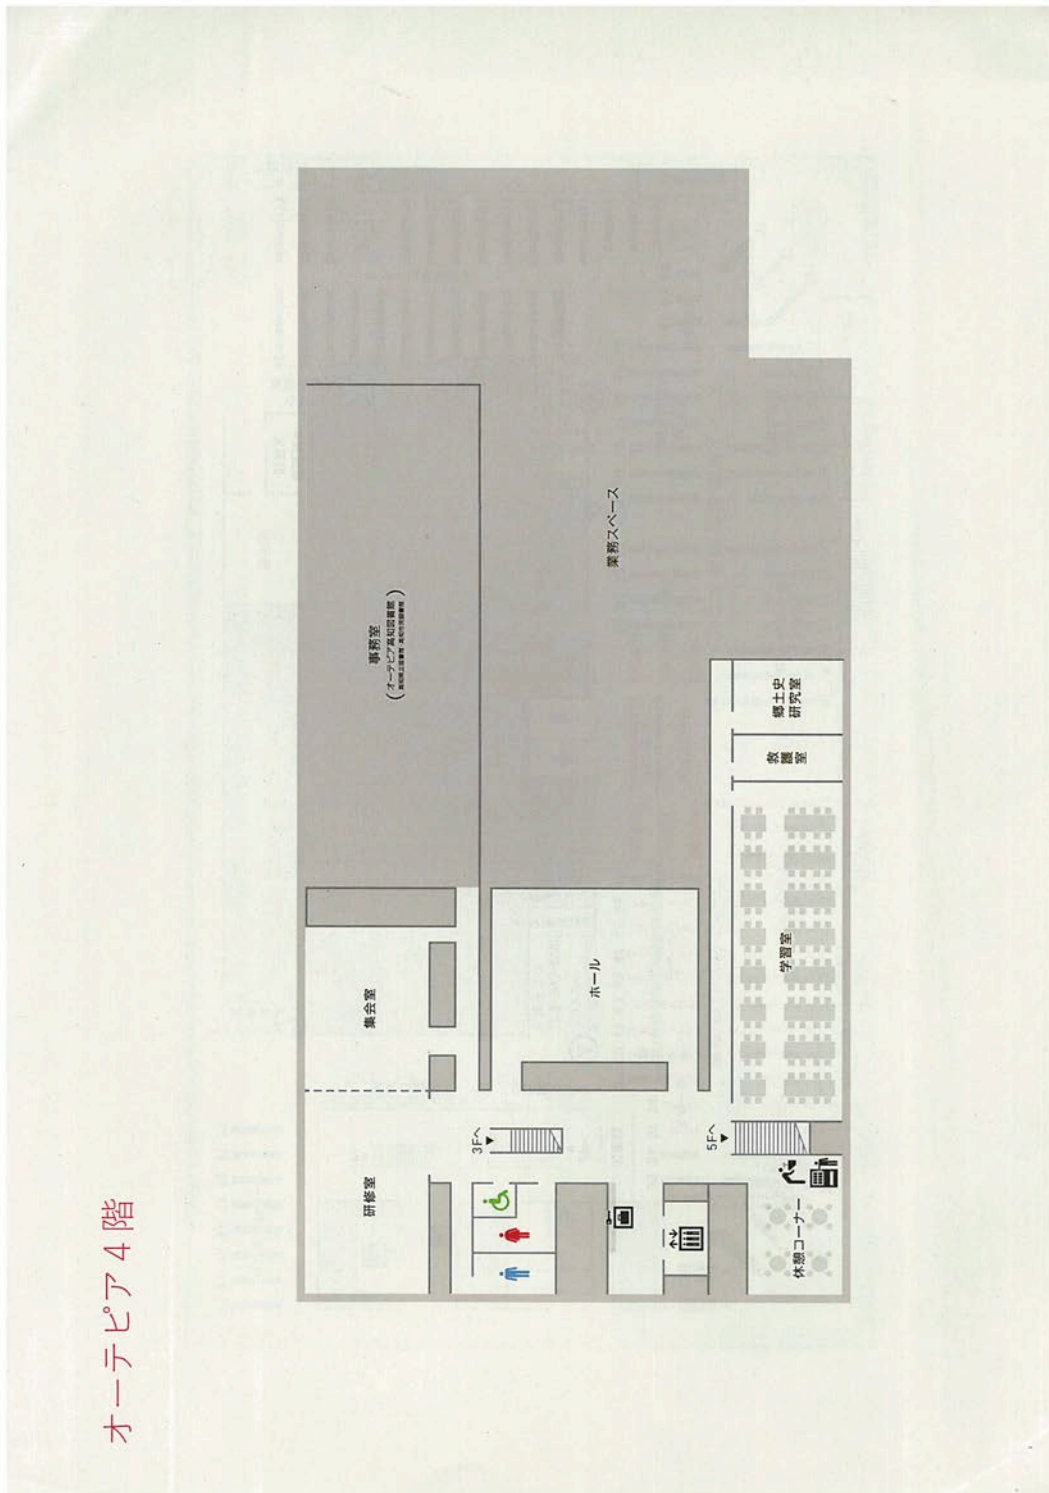 オーテピア4階
事務室
(オーテピア高知図書館)
業務スペース
集会室
ホール
研修室
3Fへ
5Fへ
学習室
救護室
郷土史
研究室
休憩コーナー